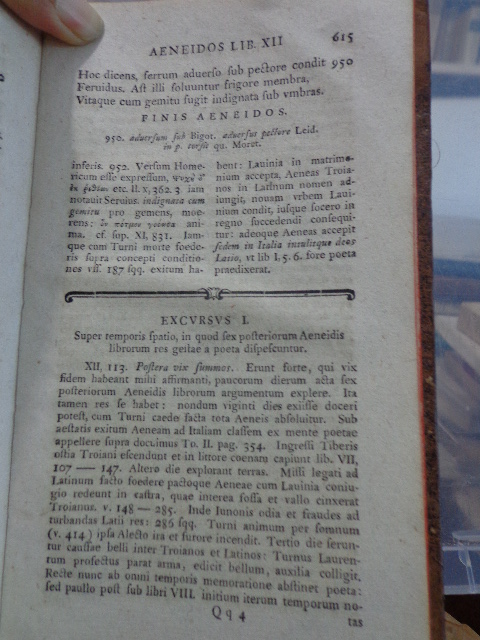 AENEIDOS LIB. XII
615
Hoc dicens, ferrum aduerso sub pectore condit 950
Feruidus. Ast illi soluuntur frigore membra,
Vitaque cum gemitu fugit indignata sub vmbras.
FINIS AENEIDOS.
950. aduersum sub Bigot. aduerso pectore Leid.
in p. torsit qu. Moret.
inferis. 952. Versum Home-
ricum esse expressum,
etc. Il. x, 362. 3. iam
notauit Seruius. indignata cum
gemitu pro gemens, moe-
rens: ani-
ma. cf. sup. XI, 831. Iam-
que cum Turni morte foede-
ris supra concepti conditio-
nes vss. 187 sqq. exitum ha-
bent: Lauinia in matrimo-
nium accepta, Aeneas Troia-
nos in Latinum nomen ad-
iungit, nouam vrbem Laui-
nium condit, iusque socero in
regno succedendi consequi-
tur: adeoque Aeneas accepit
sedem in Italia intulitque deos
Latio, vt lib I. 5. 6. fore poeta
praedixerat.
EXCVRSVS I.
Super temporis spatio, in quod sex posteriorum Aeneidis
librorum res gestae a poeta dispescuntur.
XII, 113. Postera vix summos. Erunt forte, qui vix
fidem habeant mihi affirmanti, paucorum dierum acta sex
posteriorum Aeneidis librorum argumentum explere. Ita
tamen res se habet: nondum viginti dies exiisse doceri
potest, cum Turni caede facta tota Aeneis absoluitur. Sub
aestatis exitum Aeneam ad Italiam classem ex mente poetae
appellere supra docuimus To. II. pag. 354. Ingressi Tiberis
ostia Troiani escendunt et in littore coenam capiunt lib. VII,
107 — 147. Altero die explorant terras. Missi legati ad
Latinum facto foedere pactoque Aeneae cum Lauinia coniu-
gio redeunt in castra, quae interea fossa et vallo cinxerat
Troianus. v. 148 — 285. Inde Iunonis odia et fraudes ad
turbandas Latii res: 286 sqq. Turni animum per somnum
(v. 414) ipsa Alecto ira et furore incendit. Tertio die serun-
tur caussae belli inter Troianos et Latinos: Turnus Lauren-
tum profectus parat arma, edicit bellum, auxilia colligit.
Recte nunc ab omni temporis memoratione abstinet poeta:
sed paullo post sub libri VIII. initium iterum temporum no-
Qq 4
tas